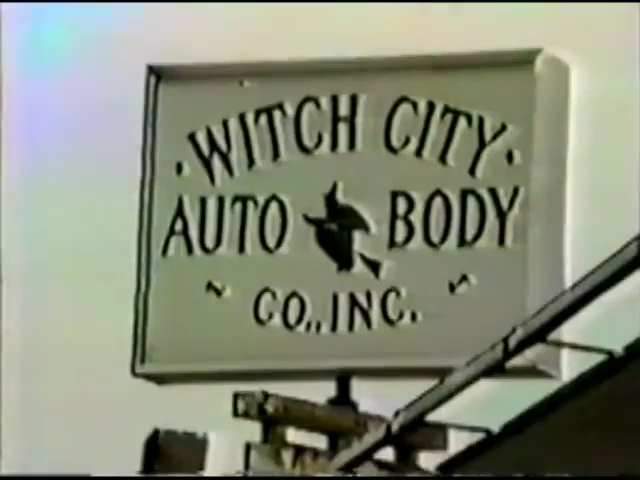 · WITCH CITY ·
AUTO BODY
~ CO., INC. ~